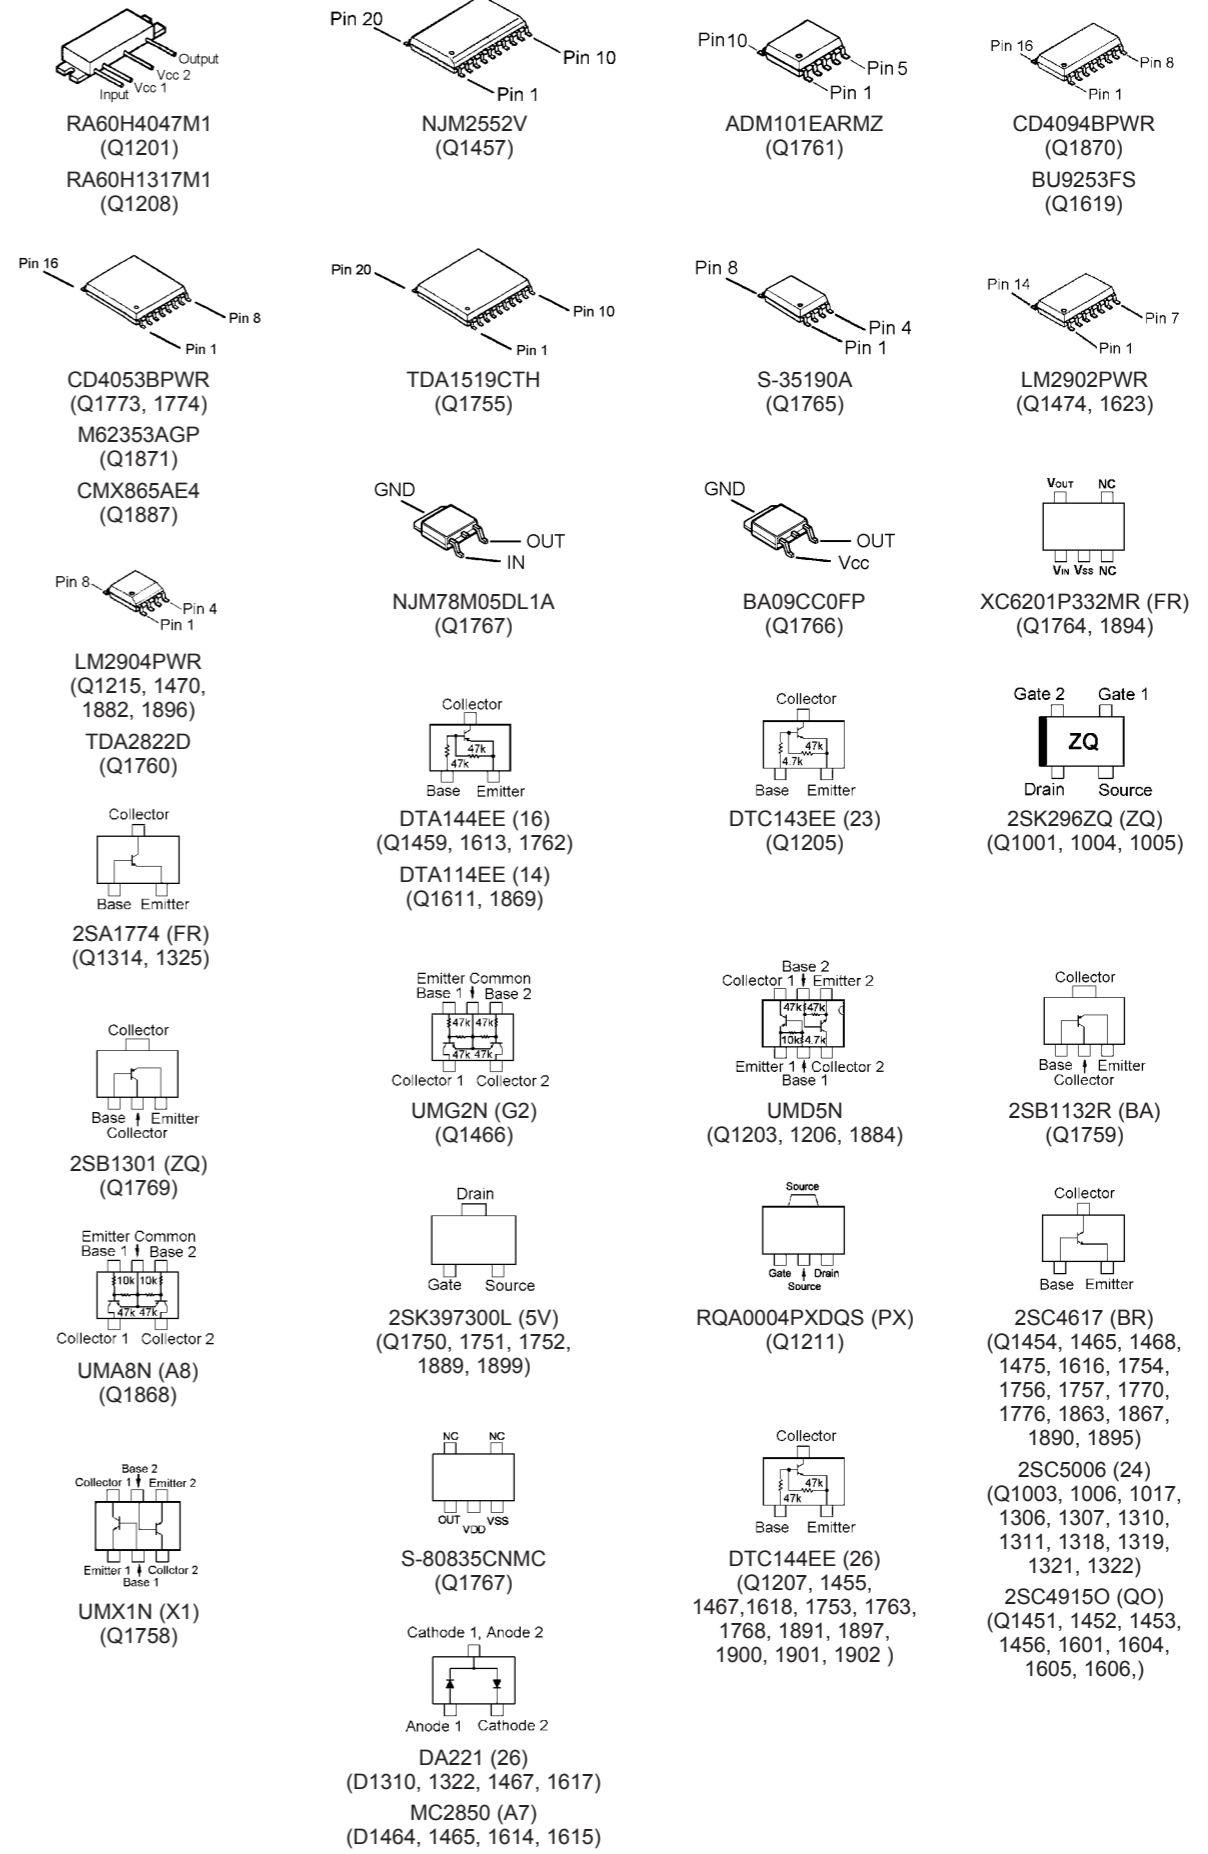 Output
Vcc 2
Vcc 1
Input
RA60H4047M1
(Q1201)
RA60H1317M1
(Q1208)
Pin 20
Pin 10
Pin 1
NJM2552V
(Q1457)
Pin10
Pin 5
Pin 1
ADM101EARMZ
(Q1761)
Pin 16
Pin 8
Pin 1
CD4094BPWR
(Q1870)
BU9253FS
(Q1619)
Pin 16
Pin 8
Pin 1
CD4053BPWR
(Q1773, 1774)
M62353AGP
(Q1871)
CMX865AE4
(Q1887)
Pin 20
Pin 10
Pin 1
TDA1519CTH
(Q1755)
Pin 8
Pin 4
Pin 1
S-35190A
(Q1765)
Pin 14
Pin 7
Pin 1
LM2902PWR
(Q1474, 1623)
GND
OUT
IN
NJM78M05DL1A
(Q1767)
GND
OUT
Vcc
BA09CC0FP
(Q1766)
VOUT NC
VIN VSS NC
XC6201P332MR (FR)
(Q1764, 1894)
Pin 8
Pin 4
Pin 1
LM2904PWR
(Q1215, 1470,
1882, 1896)
TDA2822D
(Q1760)
Collector
47k
47k
Base Emitter
DTA144EE (16)
(Q1459, 1613, 1762)
DTA114EE (14)
(Q1611, 1869)
Collector
47k
4.7k
Base Emitter
DTC143EE (23)
(Q1205)
Gate 2 Gate 1
ZQ
Drain Source
2SK296ZQ (ZQ)
(Q1001, 1004, 1005)
Collector
Base Emitter
2SA1774 (FR)
(Q1314, 1325)
Emitter Common
Base 1 Base 2
47k 47k
47k 47k
Collector 1 Collector 2
UMG2N (G2)
(Q1466)
Base 2
Collector 1 Emitter 2
47k 47k
10k 4.7k
Emitter 1 Collector 2
Base 1
UMD5N
(Q1203, 1206, 1884)
Collector
Base Emitter
Collector
2SB1132R (BA)
(Q1759)
Collector
Base Emitter
Collector
2SB1301 (ZQ)
(Q1769)
Drain
Gate Source
2SK397300L (5V)
(Q1750, 1751, 1752,
1889, 1899)
Source
Gate Drain
Source
RQA0004PXDQS (PX)
(Q1211)
Collector
Base Emitter
2SC4617 (BR)
(Q1454, 1465, 1468,
1475, 1616, 1754,
1756, 1757, 1770,
1776, 1863, 1867,
1890, 1895)
2SC5006 (24)
(Q1003, 1006, 1017,
1306, 1307, 1310,
1311, 1318, 1319,
1321, 1322)
2SC4915O (QO)
(Q1451, 1452, 1453,
1456, 1601, 1604,
1605, 1606,)
Emitter Common
Base 1 Base 2
10k 10k
47k 47k
Collector 1 Collector 2
UMA8N (A8)
(Q1868)
NC NC
OUT VSS
VDD
S-80835CNMC
(Q1767)
Collector
47k
47k
Base Emitter
DTC144EE (26)
(Q1207, 1455,
1467,1618, 1753, 1763,
1768, 1891, 1897,
1900, 1901, 1902 )
Base 2
Collector 1 Emitter 2
Emitter 1 Collctor 2
Base 1
UMX1N (X1)
(Q1758)
Cathode 1, Anode 2
Anode 1 Cathode 2
DA221 (26)
(D1310, 1322, 1467, 1617)
MC2850 (A7)
(D1464, 1465, 1614, 1615)